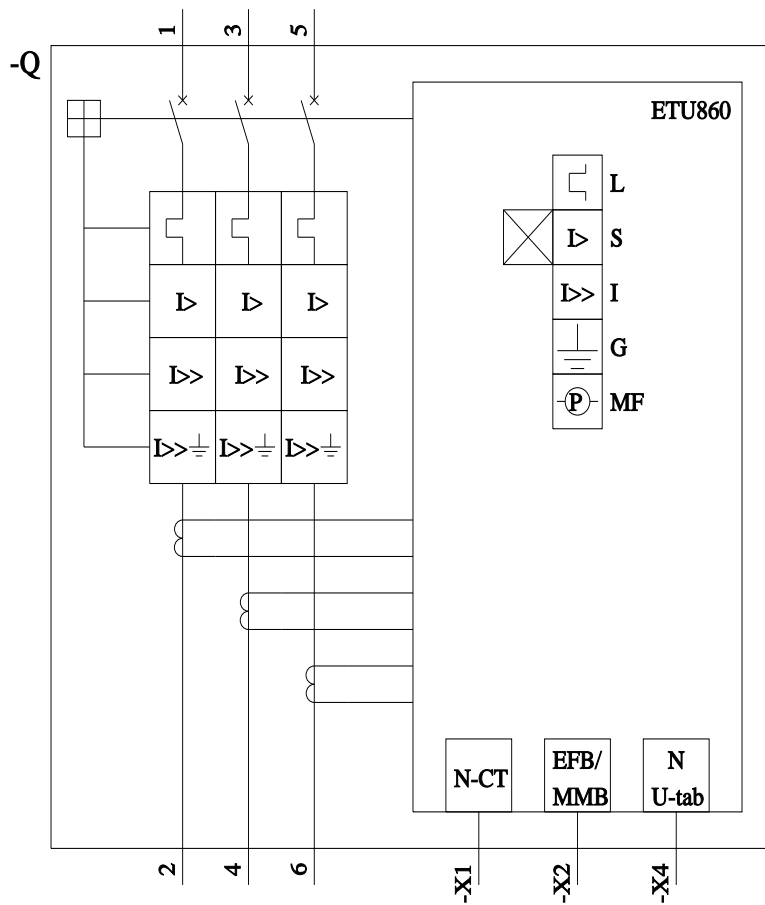 1 3 5
-Q
ETU860
L
I> S
I> I> I> I>> I
G
I>> I>> I>> P MF
I>> I>> I>>
N-CT EFB/ N
MMB U-tab
2 4 6 -X1 -X2 -X4